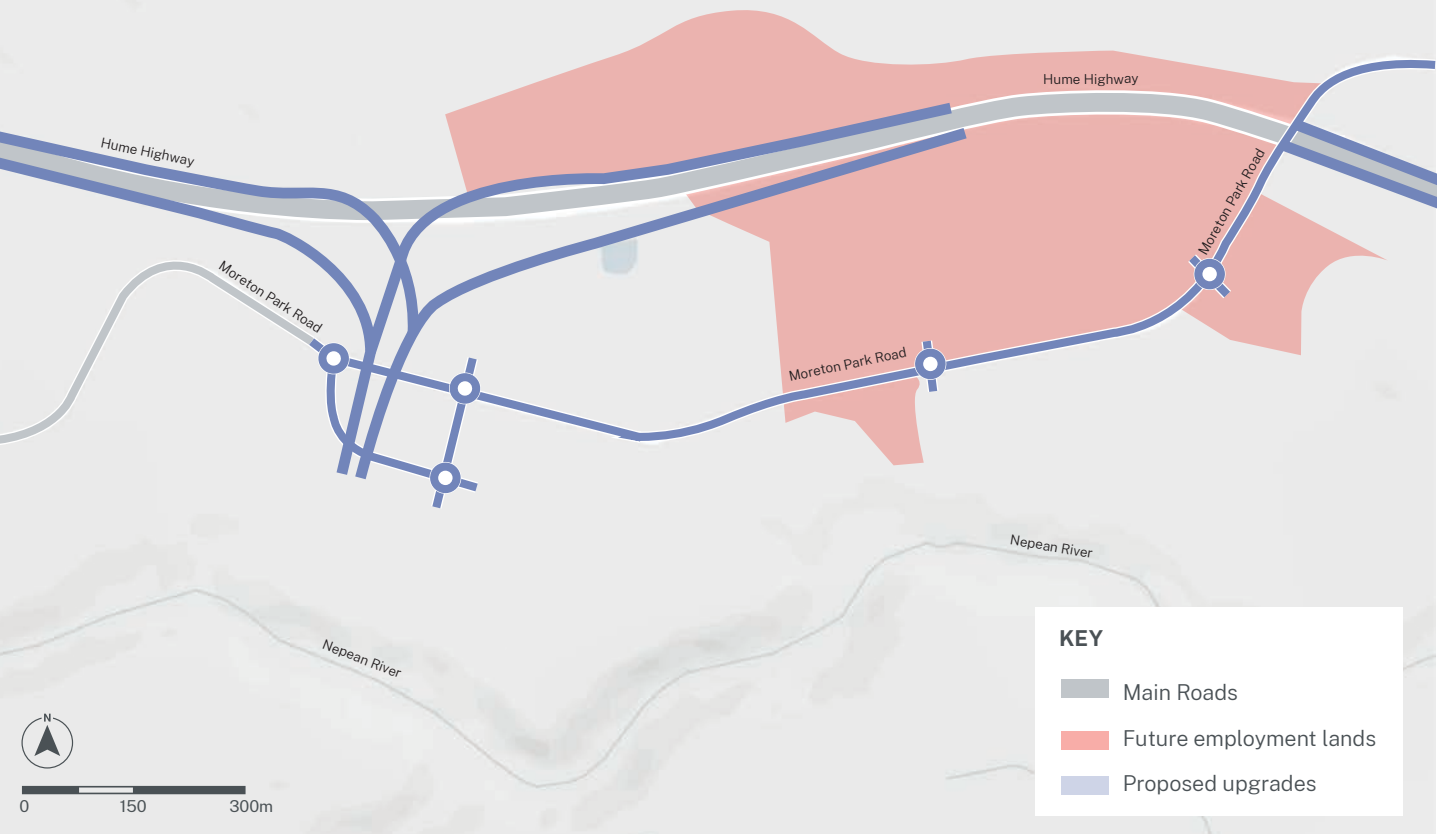 Hume Highway
Hume Highway
Moreton Park Road
Moreton Park Road
Moreton Park Road
Nepean River
Nepean River
N
0 150 300m
KEY
Main Roads
Future employment lands
Proposed upgrades